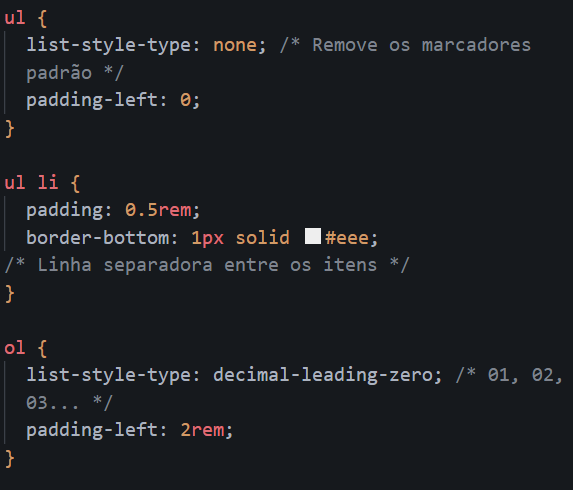 ul {
list-style-type: none; /* Remove os marcadores
padrão */
padding-left: 0;
}
ul li {
padding: 0.5rem;
border-bottom: 1px solid #eee;
/* Linha separadora entre os itens */
}
ol {
list-style-type: decimal-leading-zero; /* 01, 02,
03... */
padding-left: 2rem;
}